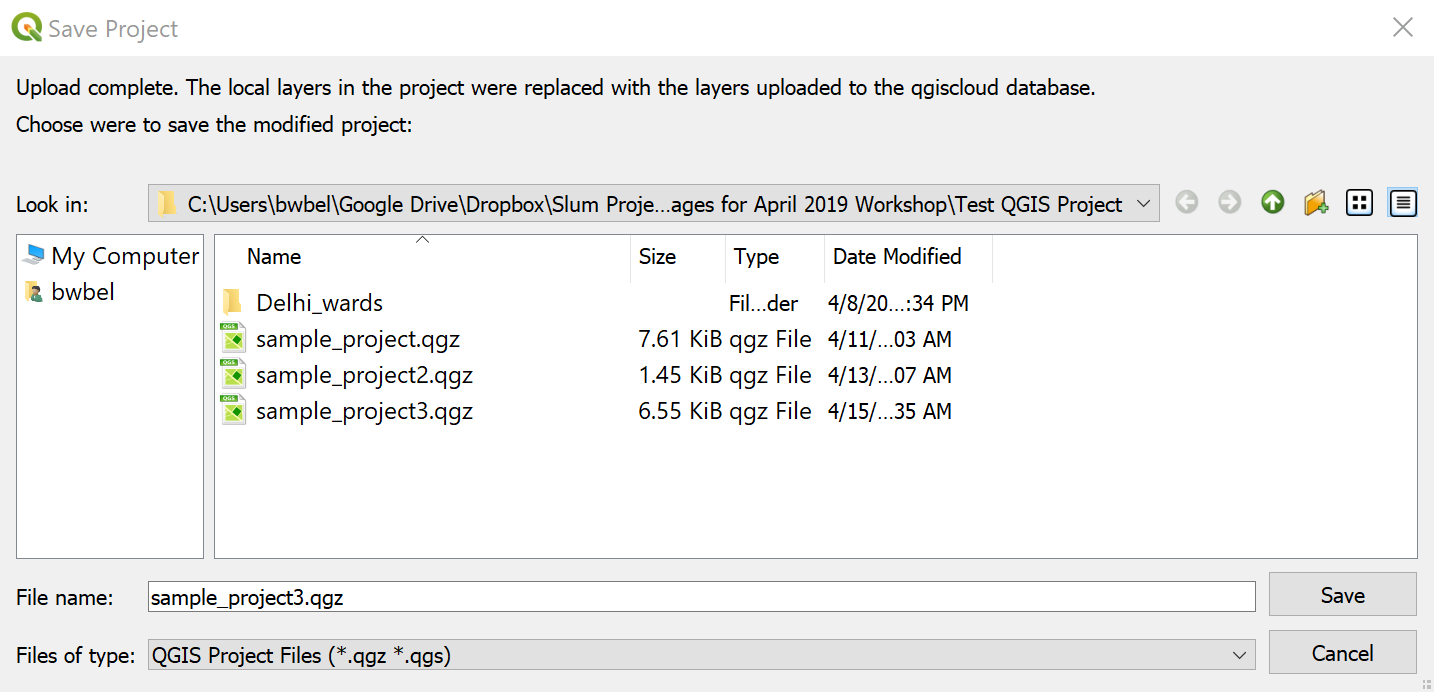 Save Project
Upload complete. The local layers in the project were replaced with the layers uploaded to the qgiscloud database.
Choose were to save the modified project:
Look in: C:\Users\bwbel\Google Drive\Dropbox\Slum Proje...ages for April 2019 Workshop\Test QGIS Project
My Computer
bwbel
Name Size Type Date Modified
Delhi_wards Fil...der 4/8/20...:34 PM
QGS sample_project.qgz 7.61 KiB qgz File 4/11/...03 AM
QGS sample_project2.qgz 1.45 KiB qgz File 4/13/...07 AM
QGS sample_project3.qgz 6.55 KiB qgz File 4/15/...35 AM
File name: sample_project3.qgz Save
Files of type: QGIS Project Files (*.qgz *.qgs) Cancel